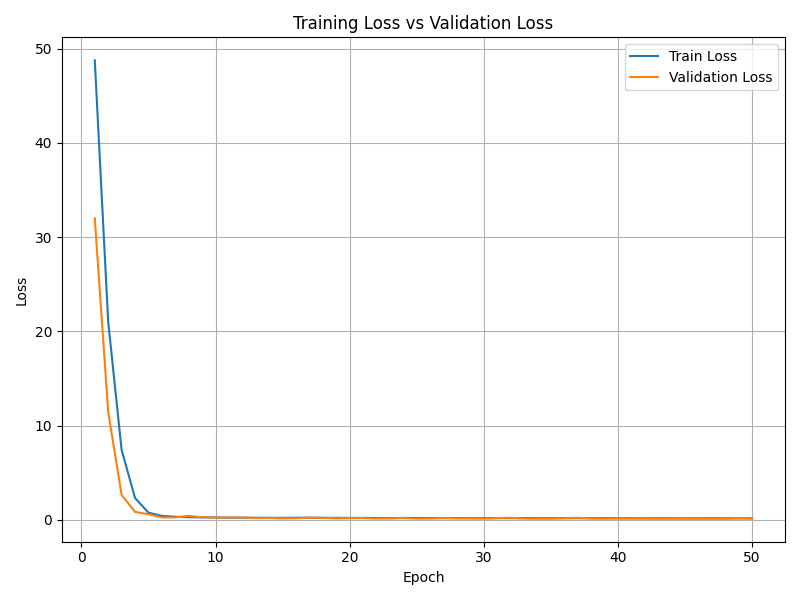 Training Loss vs Validation Loss
50
Train Loss
Validation Loss
40
30
Loss
20
10
0
0 10 20 30 40 50
Epoch